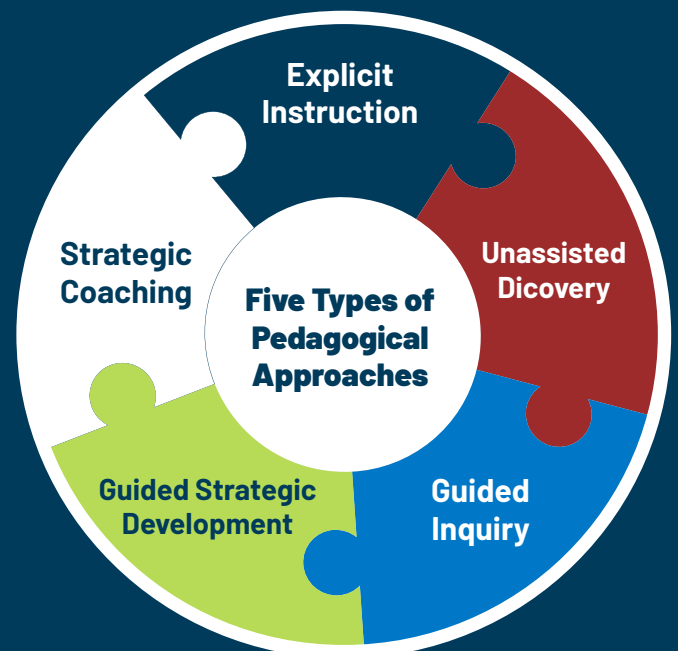 Explicit
Instruction
Unassisted
Dicovery
Strategic
Coaching
Five Types of
Pedagogical
Approaches
Guided Strategic
Development
Guided
Inquiry